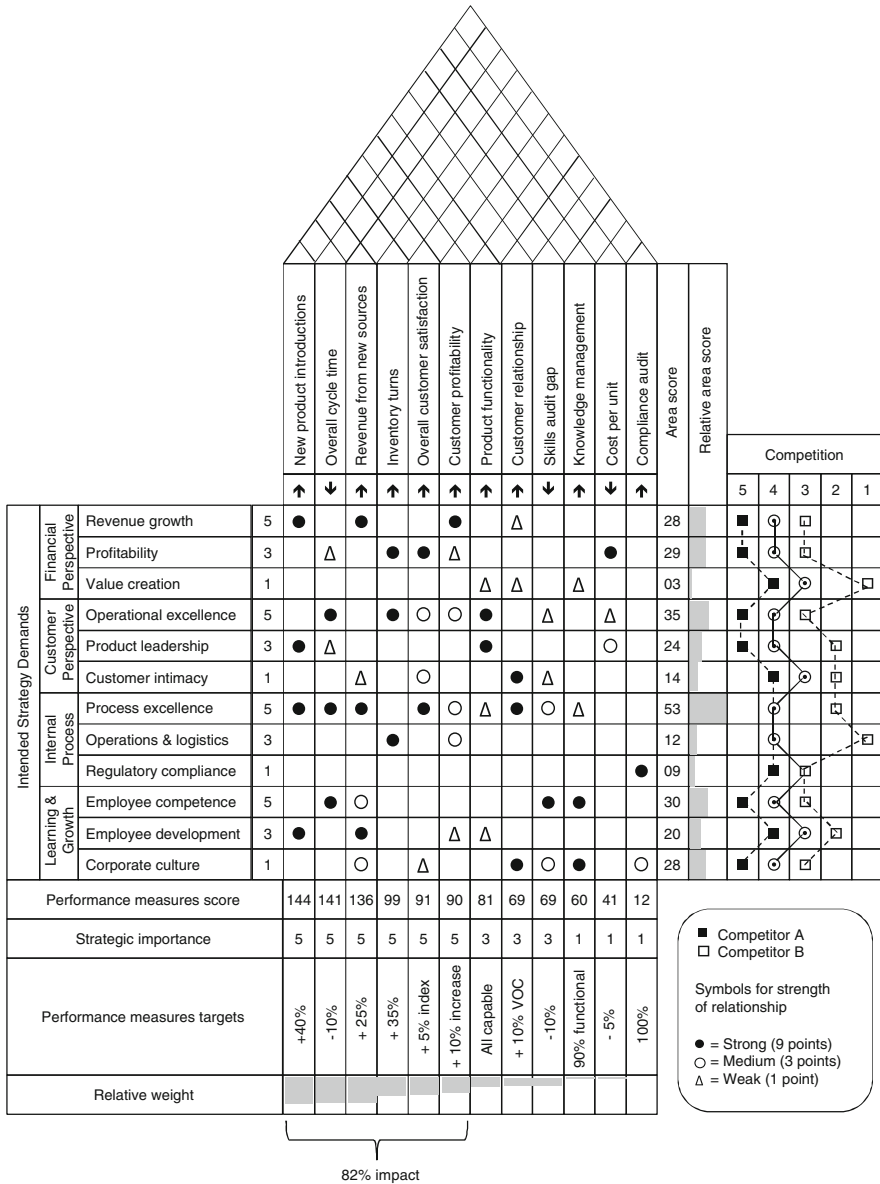 New product introductions
Overall cycle time
Revenue from new sources
Inventory turns
Overall customer satisfaction
Customer profitability
Product functionality
Customer relationship
Skills audit gap
Knowledge management
Cost per unit
Compliance audit
Area score
Relative area score
Competition
5 4 3 2 1
Intended Strategy Demands
Financial
Perspective
Revenue growth 5 28
Profitability 3 29
Value creation 1 03
Customer
Perspective
Operational excellence 5 35
Product leadership 3 24
Customer intimacy 1 14
Internal
Process
Process excellence 5 53
Operations & logistics 3 12
Regulatory compliance 1 09
Learning &
Growth
Employee competence 5 30
Employee development 3 20
Corporate culture 1 28
Performance measures score 144 141 136 99 91 90 81 69 69 60 41 12
Strategic importance 5 5 5 5 5 5 3 3 3 1 1 1
Performance measures targets
+40%
-10%
+ 25%
+ 35%
+ 5% index
+ 10% increase
All capable
+ 10% VOC
-10%
90% functional
- 5%
100%
Relative weight
82% impact
Competitor A
Competitor B
Symbols for strength
of relationship
= Strong (9 points)
= Medium (3 points)
= Weak (1 point)